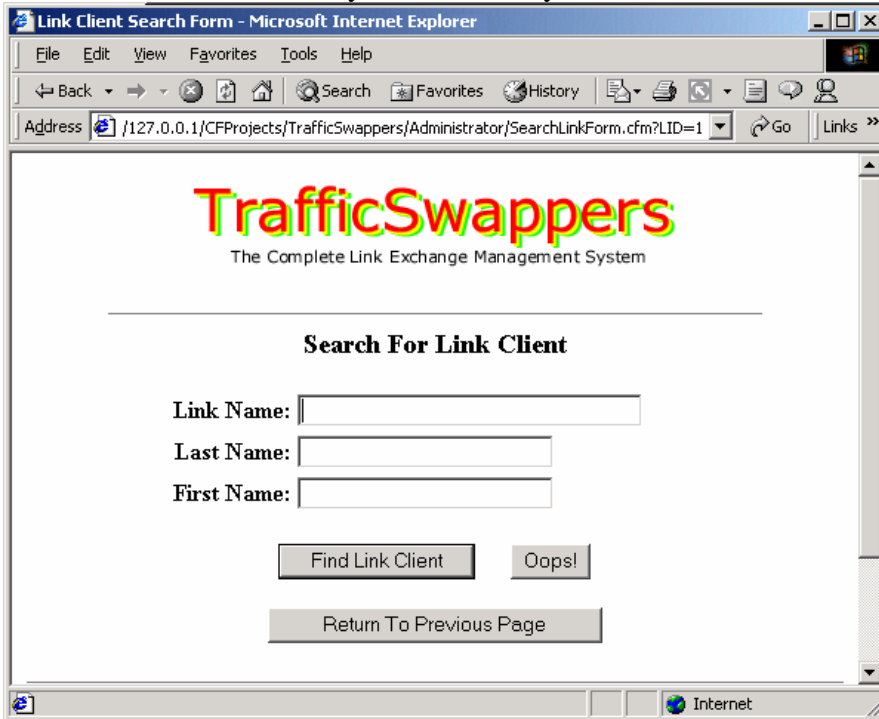 Link Client Search Form - Microsoft Internet Explorer
File Edit View Favorites Tools Help
Back Search Favorites History
Address /127.0.0.1/CFProjects/TrafficSwappers/Administrator/SearchLinkForm.cfm?LID=1 Go Links »
TrafficSwappers
The Complete Link Exchange Management System
Search For Link Client
Link Name:
Last Name:
First Name:
Find Link Client Oops!
Return To Previous Page
Internet